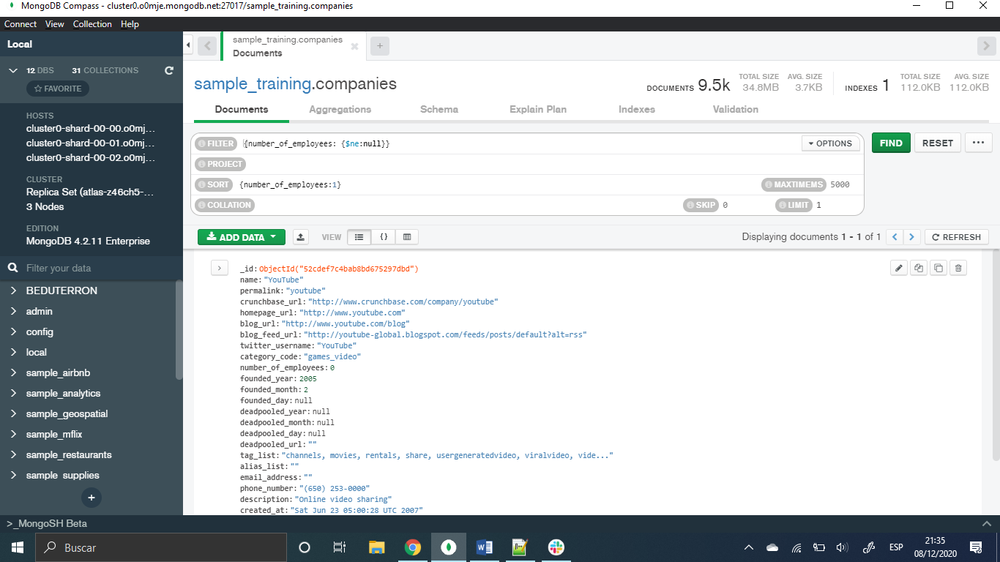 MongoDB Compass - cluster0.o0mje.mongodb.net:27017/sample_training.companies
Connect View Collection Help
Local
12 DBS 31 COLLECTIONS
FAVORITE
HOSTS
cluster0-shard-00-00.o0mj...
cluster0-shard-00-01.o0mj...
cluster0-shard-00-02.o0mj...
CLUSTER
Replica Set (atlas-z46ch5-...
3 Nodes
EDITION
MongoDB 4.2.11 Enterprise
Filter your data
BEDUTERRON
admin
config
local
sample_airbnb
sample_analytics
sample_geospatial
sample_mflix
sample_restaurants
sample_supplies
+
sample_training.companies
Documents
+
sample_training.companies
DOCUMENTS 9.5k TOTAL SIZE 34.8MB AVG. SIZE 3.7KB INDEXES 1 TOTAL SIZE 112.0KB AVG. SIZE 112.0KB
Documents Aggregations Schema Explain Plan Indexes Validation
FILTER {number_of_employees: {$ne:null}} OPTIONS FIND RESET ...
PROJECT
SORT {number_of_employees:1} MAXTIMEMS 5000
COLLATION SKIP 0 LIMIT 1
ADD DATA VIEW {} Displaying documents 1 - 1 of 1 REFRESH
_id: ObjectId("52cdef7c4bab8bd675297dbd")
name: "YouTube"
permalink: "youtube"
crunchbase_url: "http://www.crunchbase.com/company/youtube"
homepage_url: "http://www.youtube.com"
blog_url: "http://www.youtube.com/blog"
blog_feed_url: "http://youtube-global.blogspot.com/feeds/posts/default?alt=rss"
twitter_username: "YouTube"
category_code: "games_video"
number_of_employees: 0
founded_year: 2005
founded_month: 2
founded_day: null
deadpooled_year: null
deadpooled_month: null
deadpooled_day: null
deadpooled_url: ""
tag_list: "channels, movies, rentals, share, usergeneratedvideo, viralvideo, vide..."
alias_list: ""
email_address: ""
phone_number: "(650) 253-0000"
description: "Online video sharing"
created_at: "Sat Jun 23 05:00:28 UTC 2007"
>_MongoSH Beta
Buscar
ESP
21:35
08/12/2020